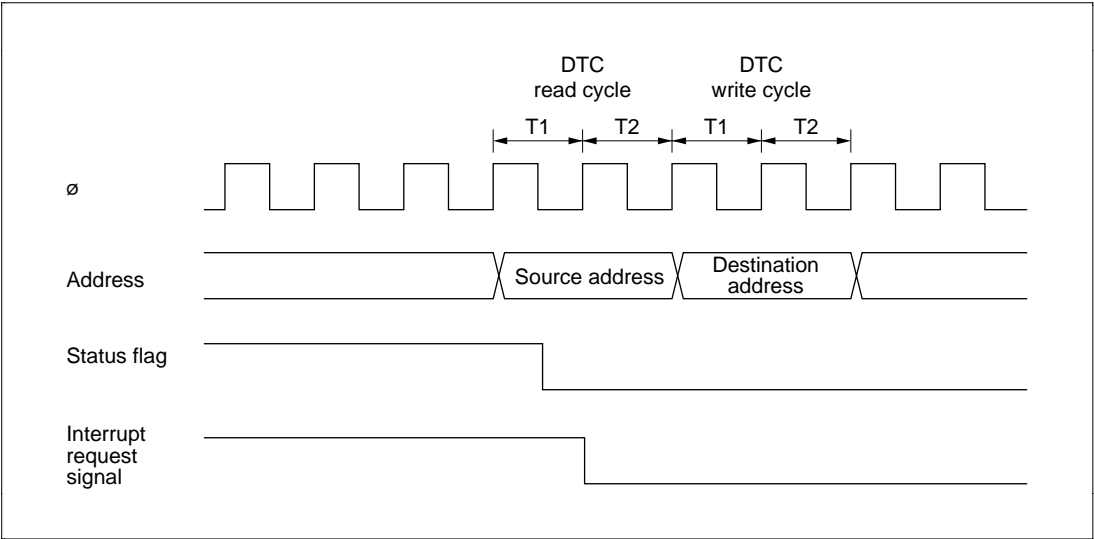 DTC
read cycle
DTC
write cycle
T1
T2
T1
T2
ø
Address
Source address
Destination
address
Status flag
Interrupt
request
signal